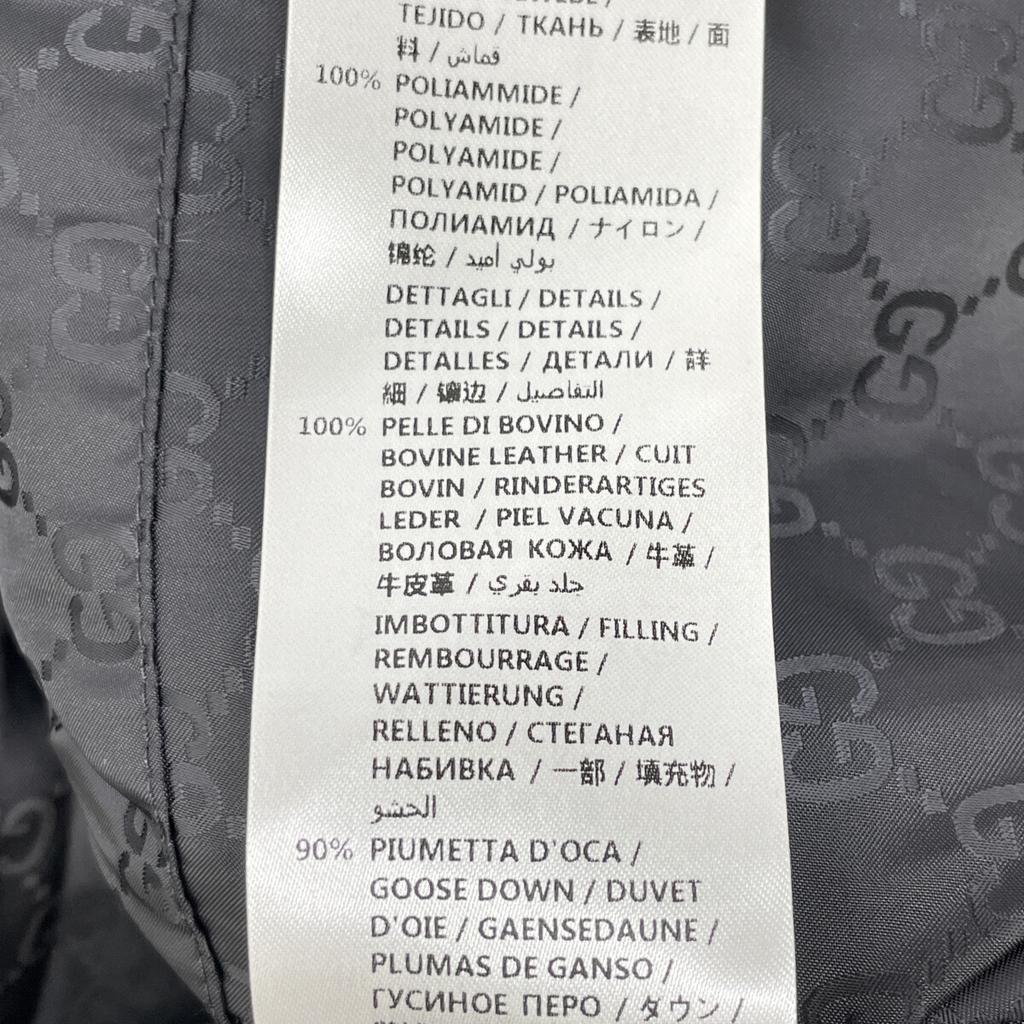 TEJIDO / ТКАНЬ / 表地 / 面
料 / قماش
100% POLIAMMIDE /
POLYAMIDE /
POLYAMIDE /
POLYAMID / POLIAMIDA /
ПОЛИАМИД / ナイロン /
锦纶 / بولي أميد
DETTAGLI / DETAILS /
DETAILS / DETAILS /
DETALLES / ДЕТАЛИ / 詳
細 / 镶边 / التفاصيل
100% PELLE DI BOVINO /
BOVINE LEATHER / CUIT
BOVIN / RINDERARTIGES
LEDER / PIEL VACUNA /
ВОЛОВАЯ КОЖА / 牛革 /
牛皮革 / جلد بقري
IMBOTTITURA / FILLING /
REMBOURRAGE /
WATTIERUNG /
RELLENO / СТЕГАНАЯ
НАБИВКА / 一部 / 填充物 /
الحشو
90% PIUMETTA D'OCA /
GOOSE DOWN / DUVET
D'OIE / GAENSEDAUNE /
PLUMAS DE GANSO /
ГУСИНОЕ ПЕРО / ダウン /